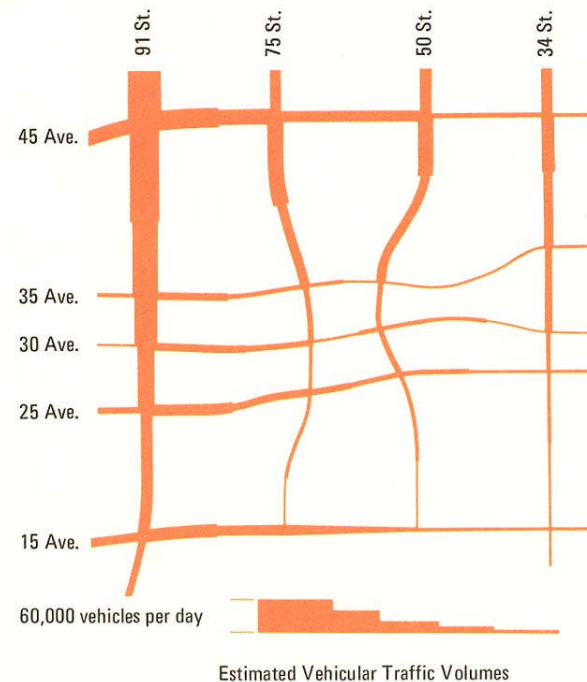 91 St.
75 St.
50 St.
34 St.
45 Ave.
35 Ave.
30 Ave.
25 Ave.
15 Ave.
60,000 vehicles per day
Estimated Vehicular Traffic Volumes